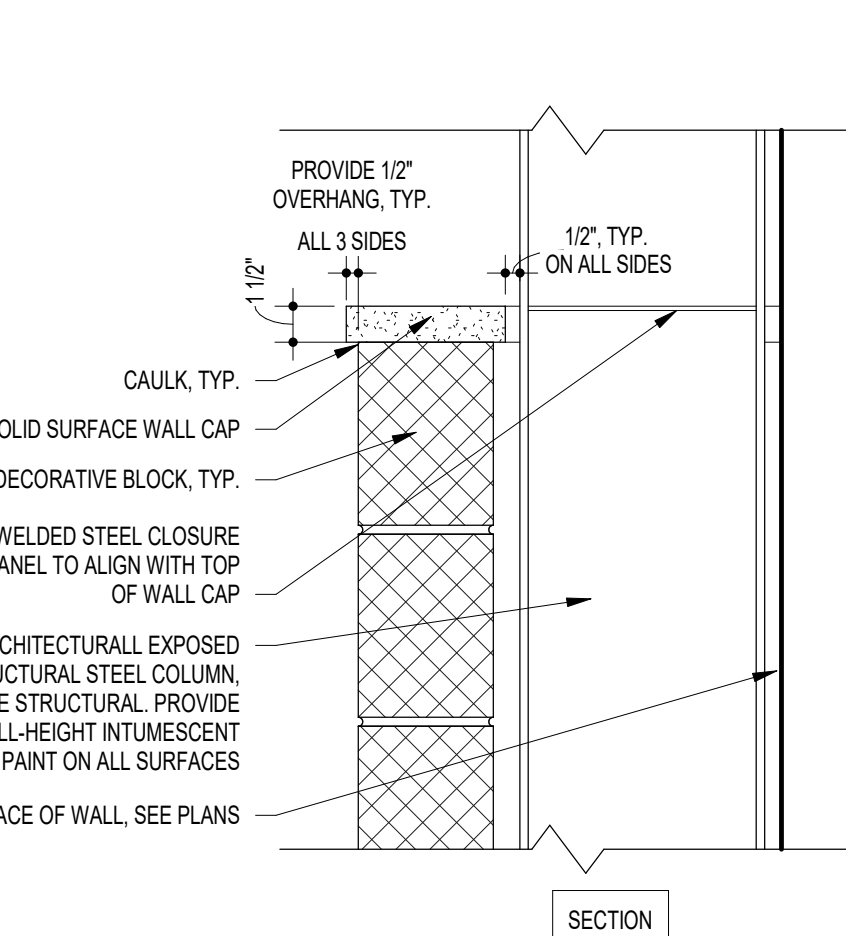 PROVIDE 1/2"
OVERHANG, TYP.
ALL 3 SIDES
1/2", TYP.
ON ALL SIDES
1 1/2"
CAULK, TYP.
OLID SURFACE WALL CAP
DECORATIVE BLOCK, TYP.
WELDED STEEL CLOSURE
ANEL TO ALIGN WITH TOP
OF WALL CAP
CHITECTURALL EXPOSED
UCTURAL STEEL COLUMN,
E STRUCTURAL. PROVIDE
LL-HEIGHT INTUMESCENT
PAINT ON ALL SURFACES
ACE OF WALL, SEE PLANS
SECTION